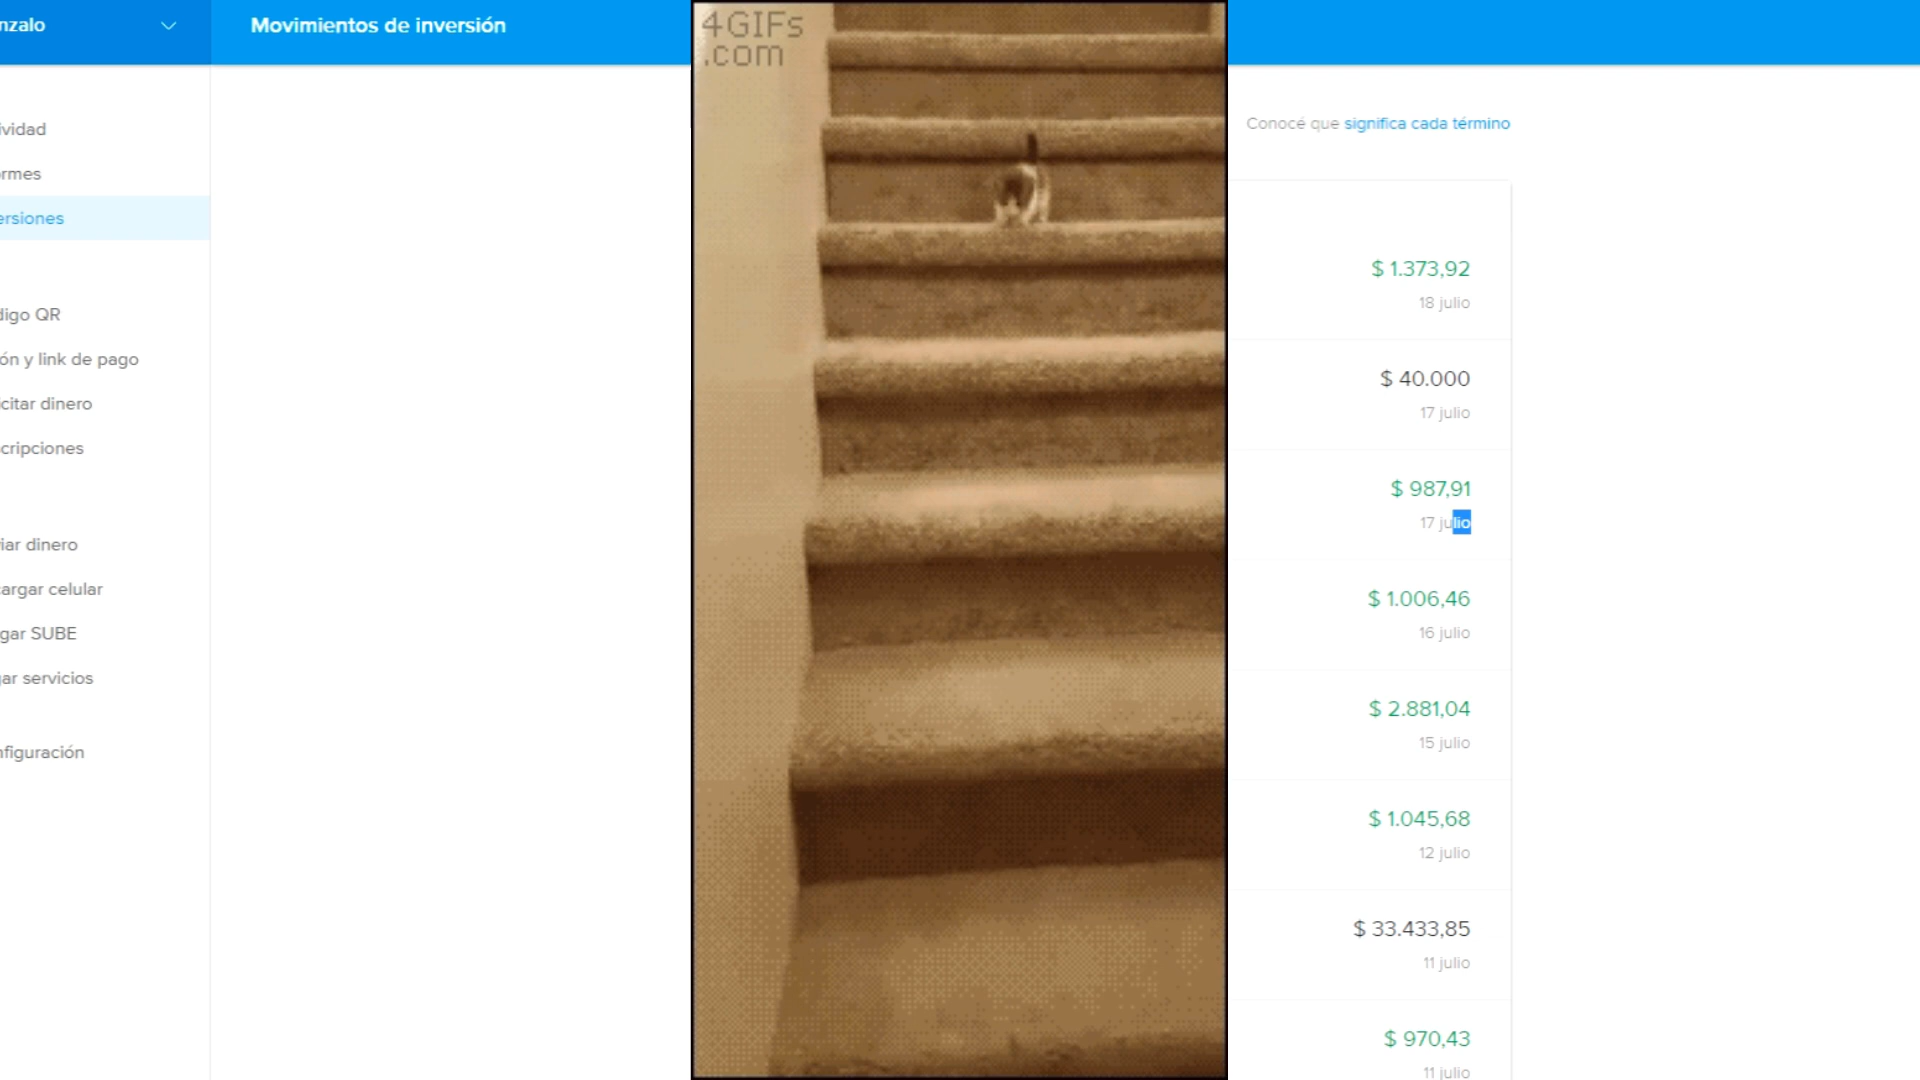 nzalo
Movimientos de inversión
4GIFs
.com
Conocé que significa cada término
vidad
rmes
ersiones
digo QR
ón y link de pago
citar dinero
cripciones
iar dinero
cargar celular
gar SUBE
gar servicios
nfiguración
$ 1.373,92
18 julio
$ 40.000
17 julio
$ 987,91
17 julio
$ 1.006,46
16 julio
$ 2.881,04
15 julio
$ 1.045,68
12 julio
$ 33.433,85
11 julio
$ 970,43
11 julio